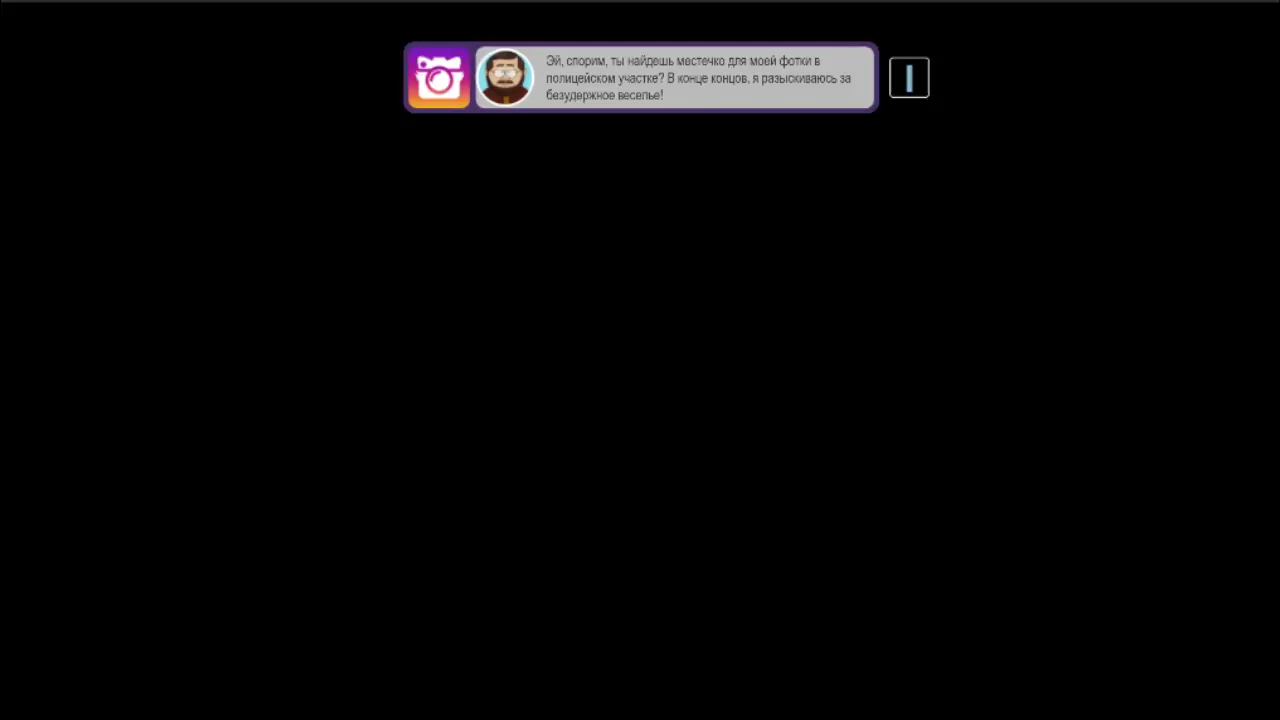 Эй, спорим, ты найдешь местечко для моей фотки в
полицейском участке? В конце концов, я разыскиваюсь за
безудержное веселье!
I